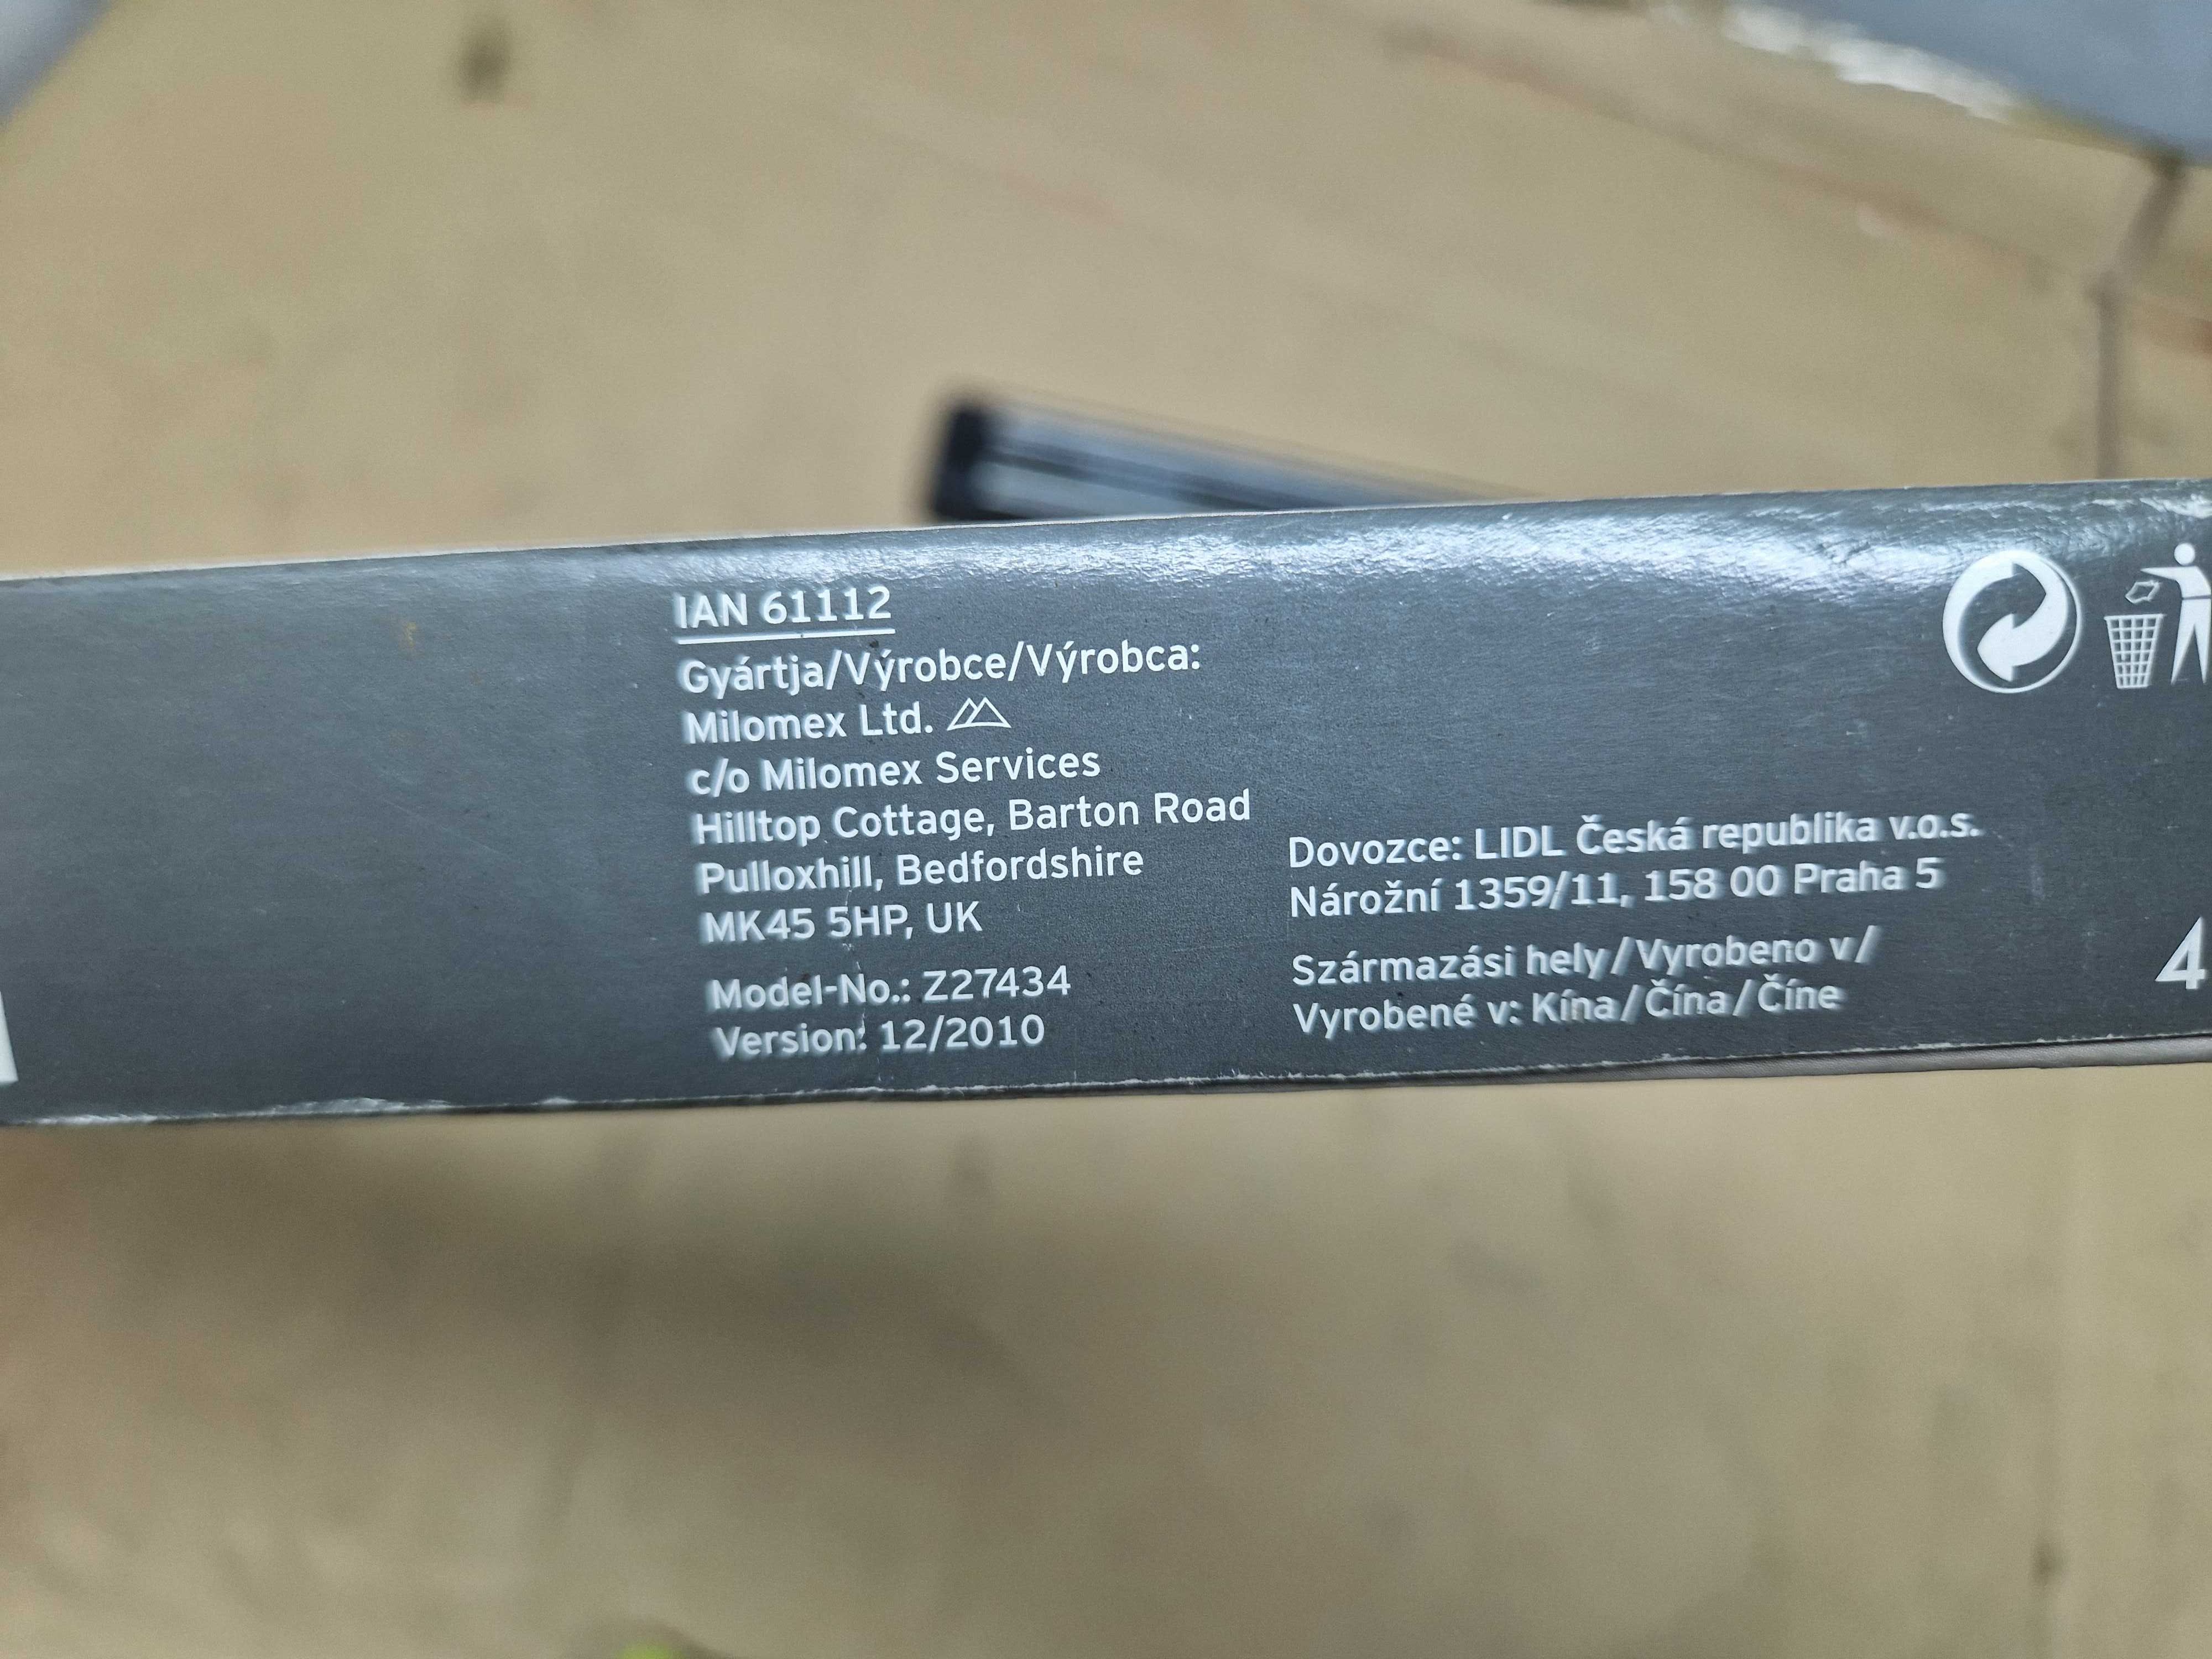 IAN 61112
Gyártja/Výrobce/Výrobca:
Milomex Ltd.
c/o Milomex Services
Hilltop Cottage, Barton Road
Pulloxhill, Bedfordshire
MK45 5HP, UK
Model-No.: Z27434
Version: 12/2010
Dovozce: LIDL Česká republika v.o.s.
Nárožní 1359/11, 158 00 Praha 5
Származási hely/Vyrobeno v/
Vyrobené v: Kína/Čína/Číne
4